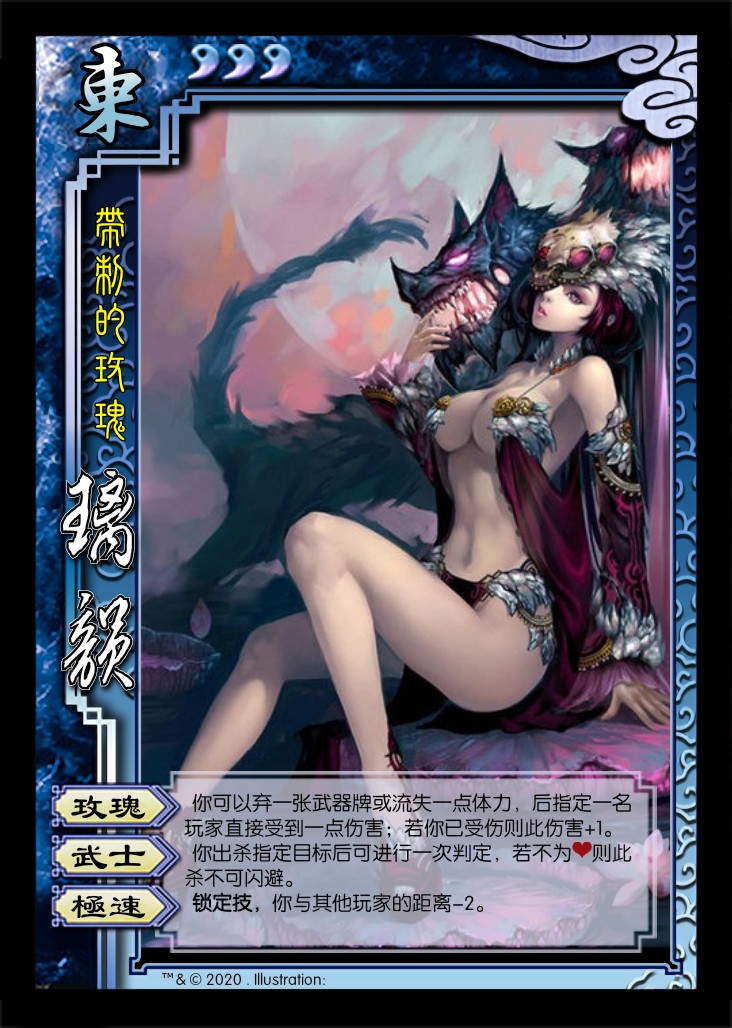 東
帶刺的玫瑰
璃韻
玫瑰
你可以弃一张武器牌或流失一点体力，后指定一名
玩家直接受到一点伤害；若你已受伤则此伤害+1。
武士
你出杀指定目标后可进行一次判定，若不为❤则此
杀不可闪避。
極速
锁定技，你与其他玩家的距离-2。
™& © 2020 . Illustration: